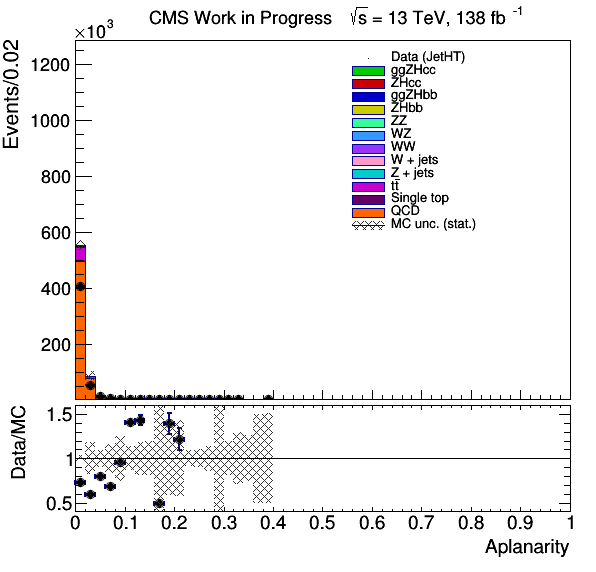 CMS Work in Progress √s = 13 TeV, 138 fb⁻¹
×10³
Events/0.02
1200
1000
800
600
400
200
Data (JetHT)
ggZHcc
ZHcc
ggZHbb
ZHbb
ZZ
WZ
WW
W + jets
Z + jets
tt̄
Single top
QCD
MC unc. (stat.)
Data/MC
1.5
1
0.5
0 0.1 0.2 0.3 0.4 0.5 0.6 0.7 0.8 0.9 1
Aplanarity